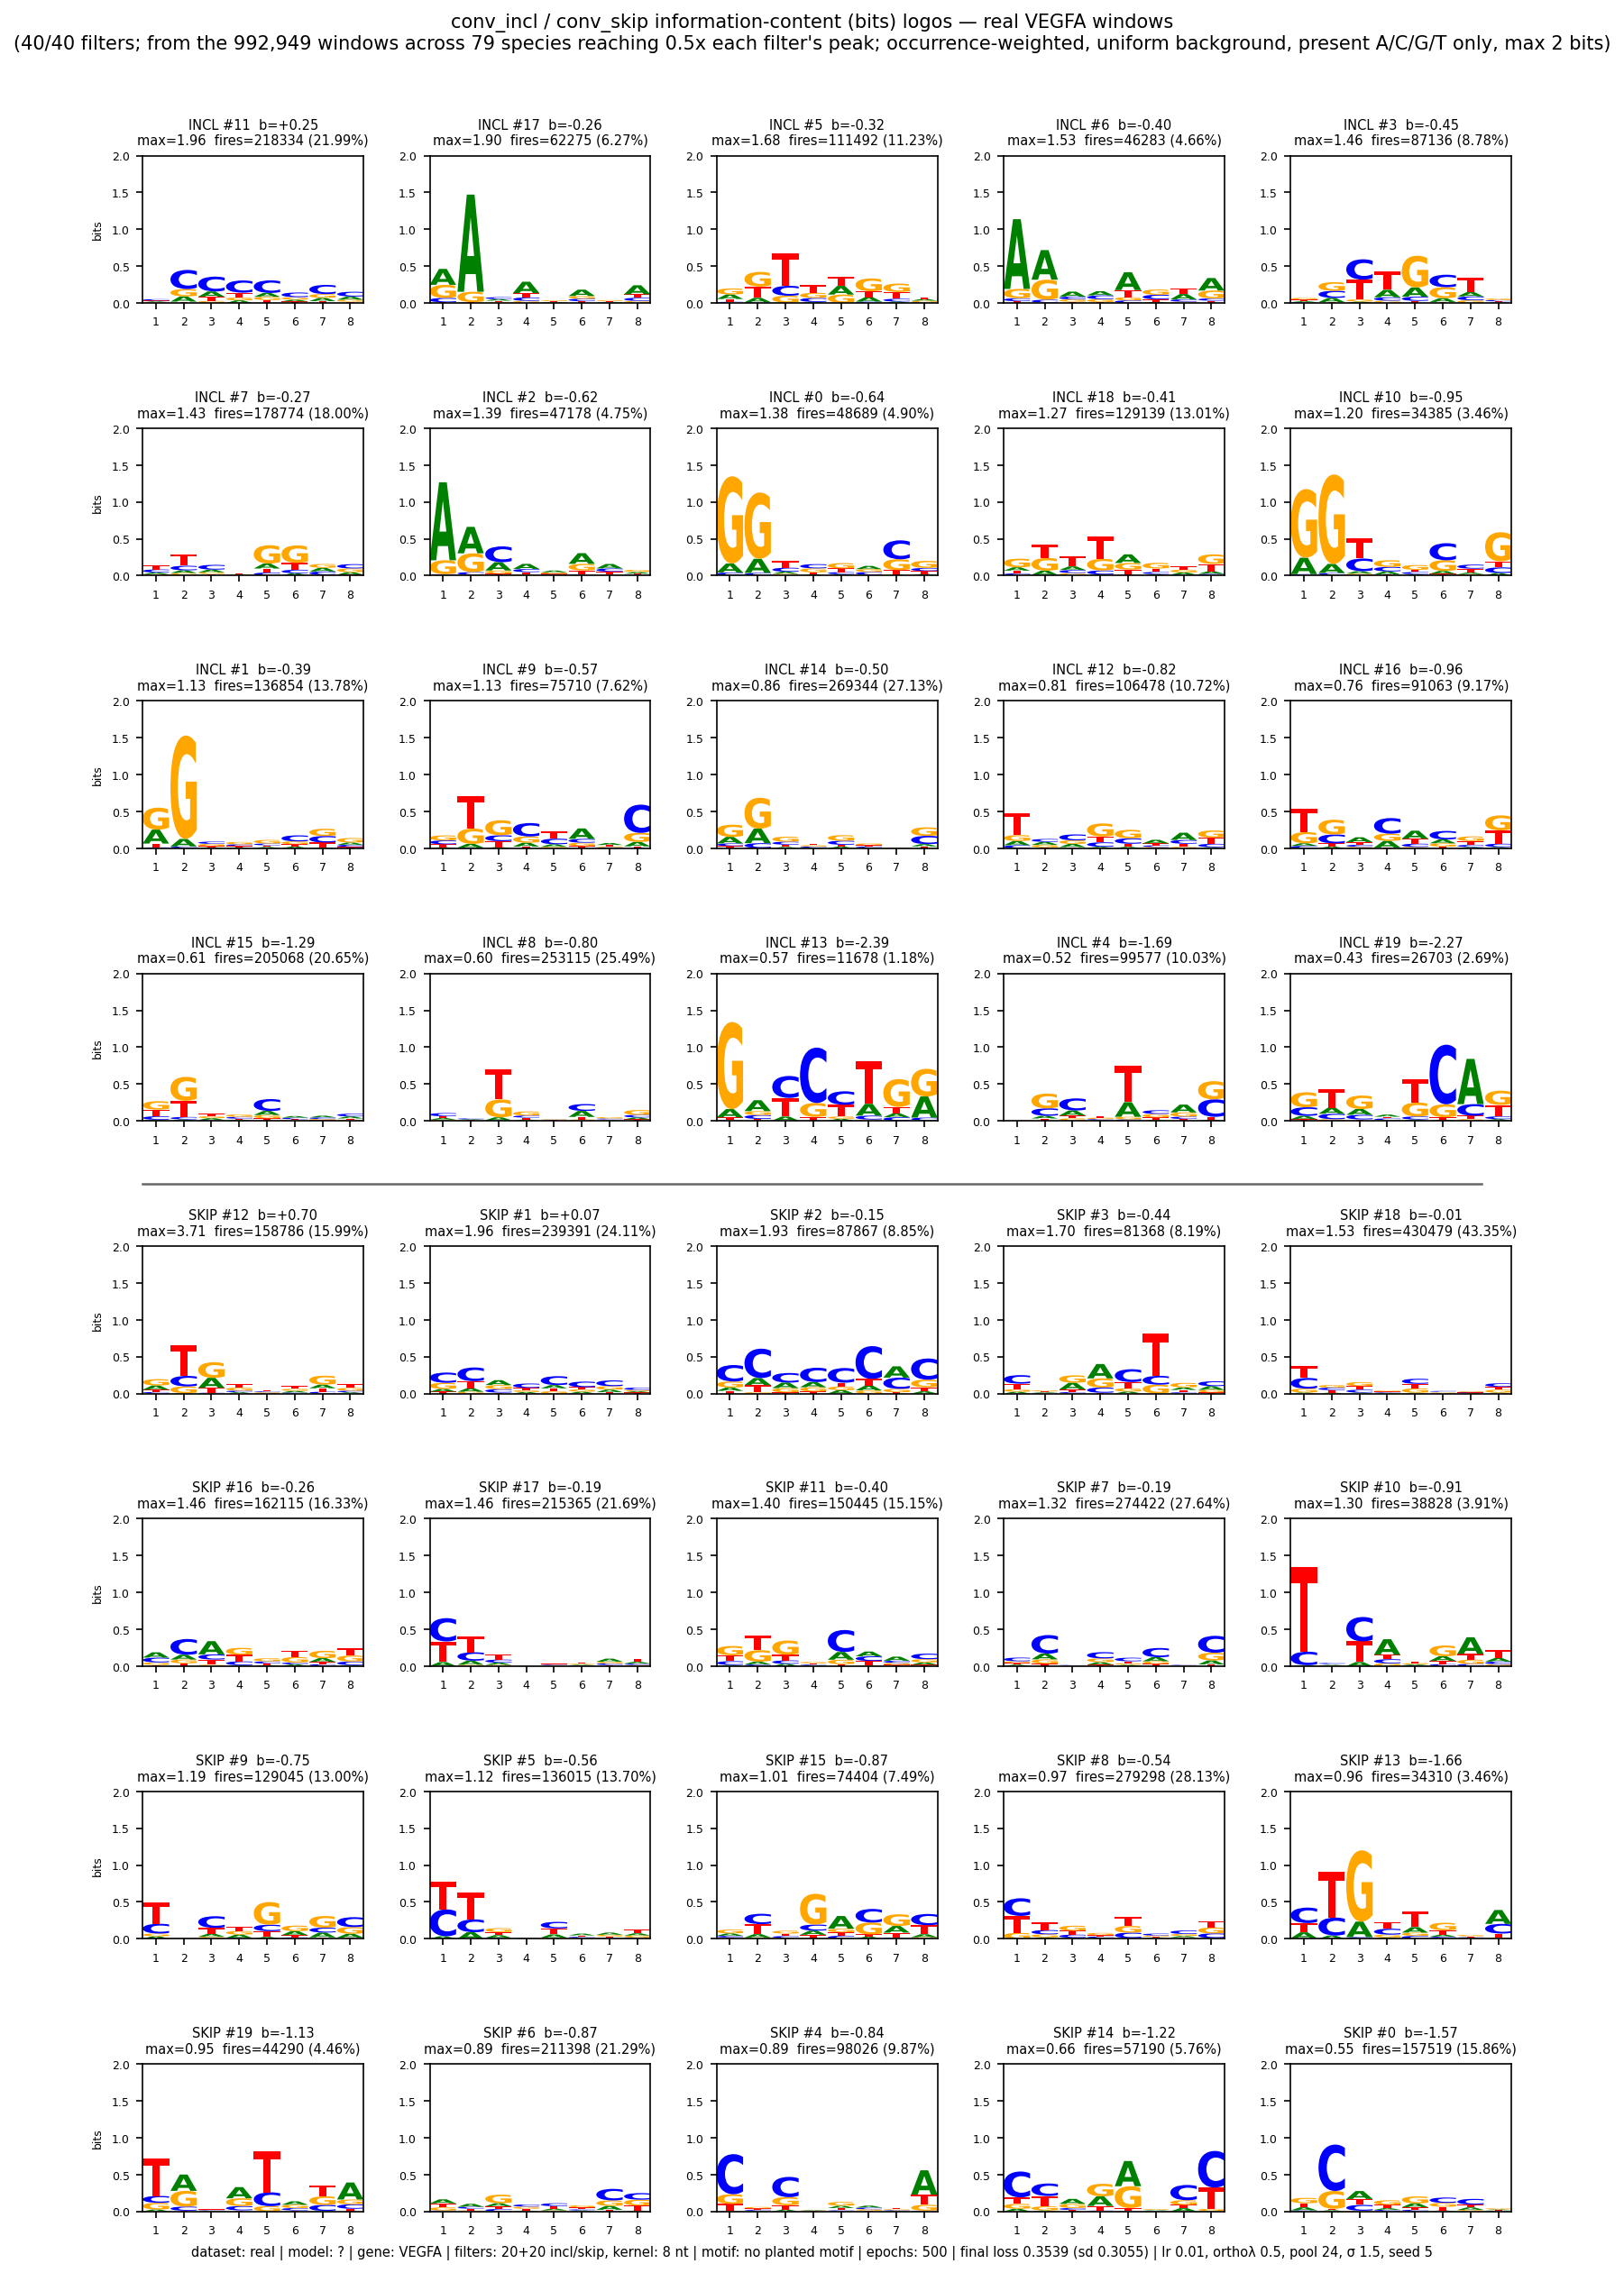 conv_incl / conv_skip information-content (bits) logos — real VEGFA windows
(40/40 filters; from the 992,949 windows across 79 species reaching 0.5x each filter's peak; occurrence-weighted, uniform background, present A/C/G/T only, max 2 bits)
INCL #11 b=+0.25
max=1.96 fires=218334 (21.99%)
INCL #17 b=-0.26
max=1.90 fires=62275 (6.27%)
INCL #5 b=-0.32
max=1.68 fires=111492 (11.23%)
INCL #6 b=-0.40
max=1.53 fires=46283 (4.66%)
INCL #3 b=-0.45
max=1.46 fires=87136 (8.78%)
bits
INCL #7 b=-0.27
max=1.43 fires=178774 (18.00%)
INCL #2 b=-0.62
max=1.39 fires=47178 (4.75%)
INCL #0 b=-0.64
max=1.38 fires=48689 (4.90%)
INCL #18 b=-0.41
max=1.27 fires=129139 (13.01%)
INCL #10 b=-0.95
max=1.20 fires=34385 (3.46%)
bits
INCL #1 b=-0.39
max=1.13 fires=136854 (13.78%)
INCL #9 b=-0.57
max=1.13 fires=75710 (7.62%)
INCL #14 b=-0.50
max=0.86 fires=269344 (27.13%)
INCL #12 b=-0.82
max=0.81 fires=106478 (10.72%)
INCL #16 b=-0.96
max=0.76 fires=91063 (9.17%)
bits
INCL #15 b=-1.29
max=0.61 fires=205068 (20.65%)
INCL #8 b=-0.80
max=0.60 fires=253115 (25.49%)
INCL #13 b=-2.39
max=0.57 fires=11678 (1.18%)
INCL #4 b=-1.69
max=0.52 fires=99577 (10.03%)
INCL #19 b=-2.27
max=0.43 fires=26703 (2.69%)
bits
SKIP #12 b=+0.70
max=3.71 fires=158786 (15.99%)
SKIP #1 b=+0.07
max=1.96 fires=239391 (24.11%)
SKIP #2 b=-0.15
max=1.93 fires=87867 (8.85%)
SKIP #3 b=-0.44
max=1.70 fires=81368 (8.19%)
SKIP #18 b=-0.01
max=1.53 fires=430479 (43.35%)
bits
SKIP #16 b=-0.26
max=1.46 fires=162115 (16.33%)
SKIP #17 b=-0.19
max=1.46 fires=215365 (21.69%)
SKIP #11 b=-0.40
max=1.40 fires=150445 (15.15%)
SKIP #7 b=-0.19
max=1.32 fires=274422 (27.64%)
SKIP #10 b=-0.91
max=1.30 fires=38828 (3.91%)
bits
SKIP #9 b=-0.75
max=1.19 fires=129045 (13.00%)
SKIP #5 b=-0.56
max=1.12 fires=136015 (13.70%)
SKIP #15 b=-0.87
max=1.01 fires=74404 (7.49%)
SKIP #8 b=-0.54
max=0.97 fires=279298 (28.13%)
SKIP #13 b=-1.66
max=0.96 fires=34310 (3.46%)
bits
SKIP #19 b=-1.13
max=0.95 fires=44290 (4.46%)
SKIP #6 b=-0.87
max=0.89 fires=211398 (21.29%)
SKIP #4 b=-0.84
max=0.89 fires=98026 (9.87%)
SKIP #14 b=-1.22
max=0.66 fires=57190 (5.76%)
SKIP #0 b=-1.57
max=0.55 fires=157519 (15.86%)
bits
dataset: real | model: ? | gene: VEGFA | filters: 20+20 incl/skip, kernel: 8 nt | motif: no planted motif | epochs: 500 | final loss 0.3539 (sd 0.3055) | lr 0.01, orthoλ 0.5, pool 24, σ 1.5, seed 5